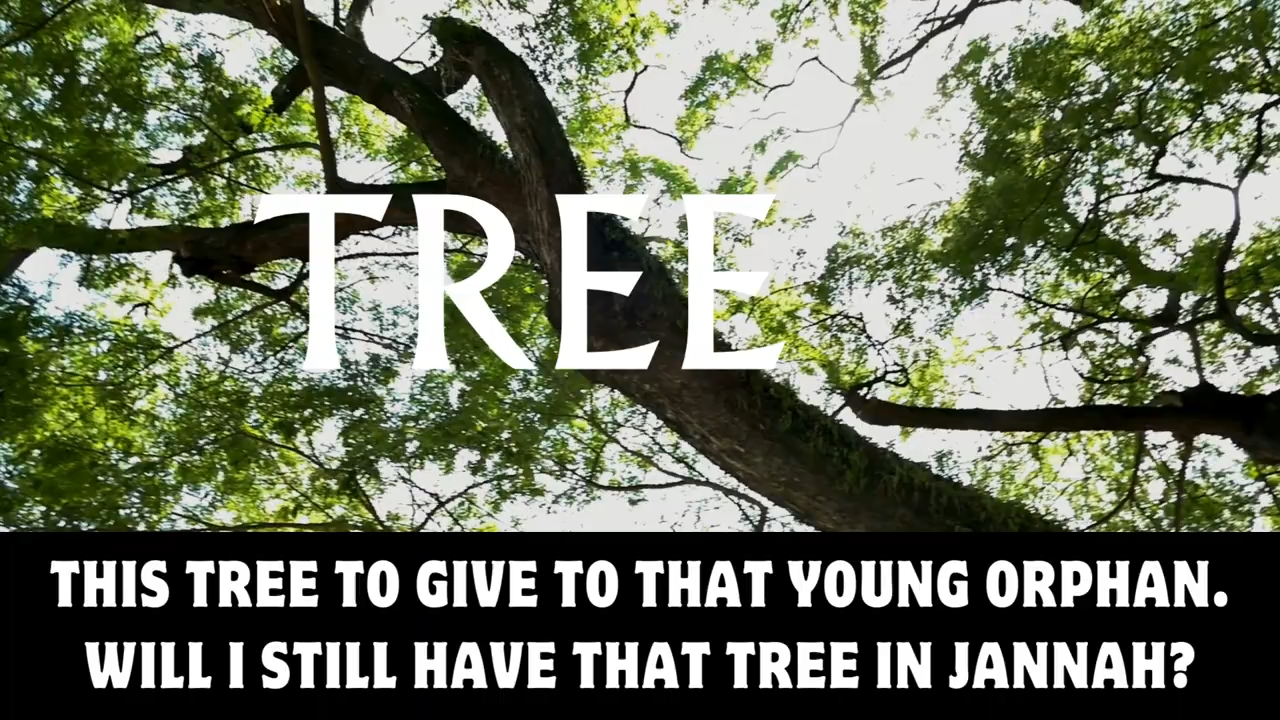 TREE
THIS TREE TO GIVE TO THAT YOUNG ORPHAN.
WILL I STILL HAVE THAT TREE IN JANNAH?